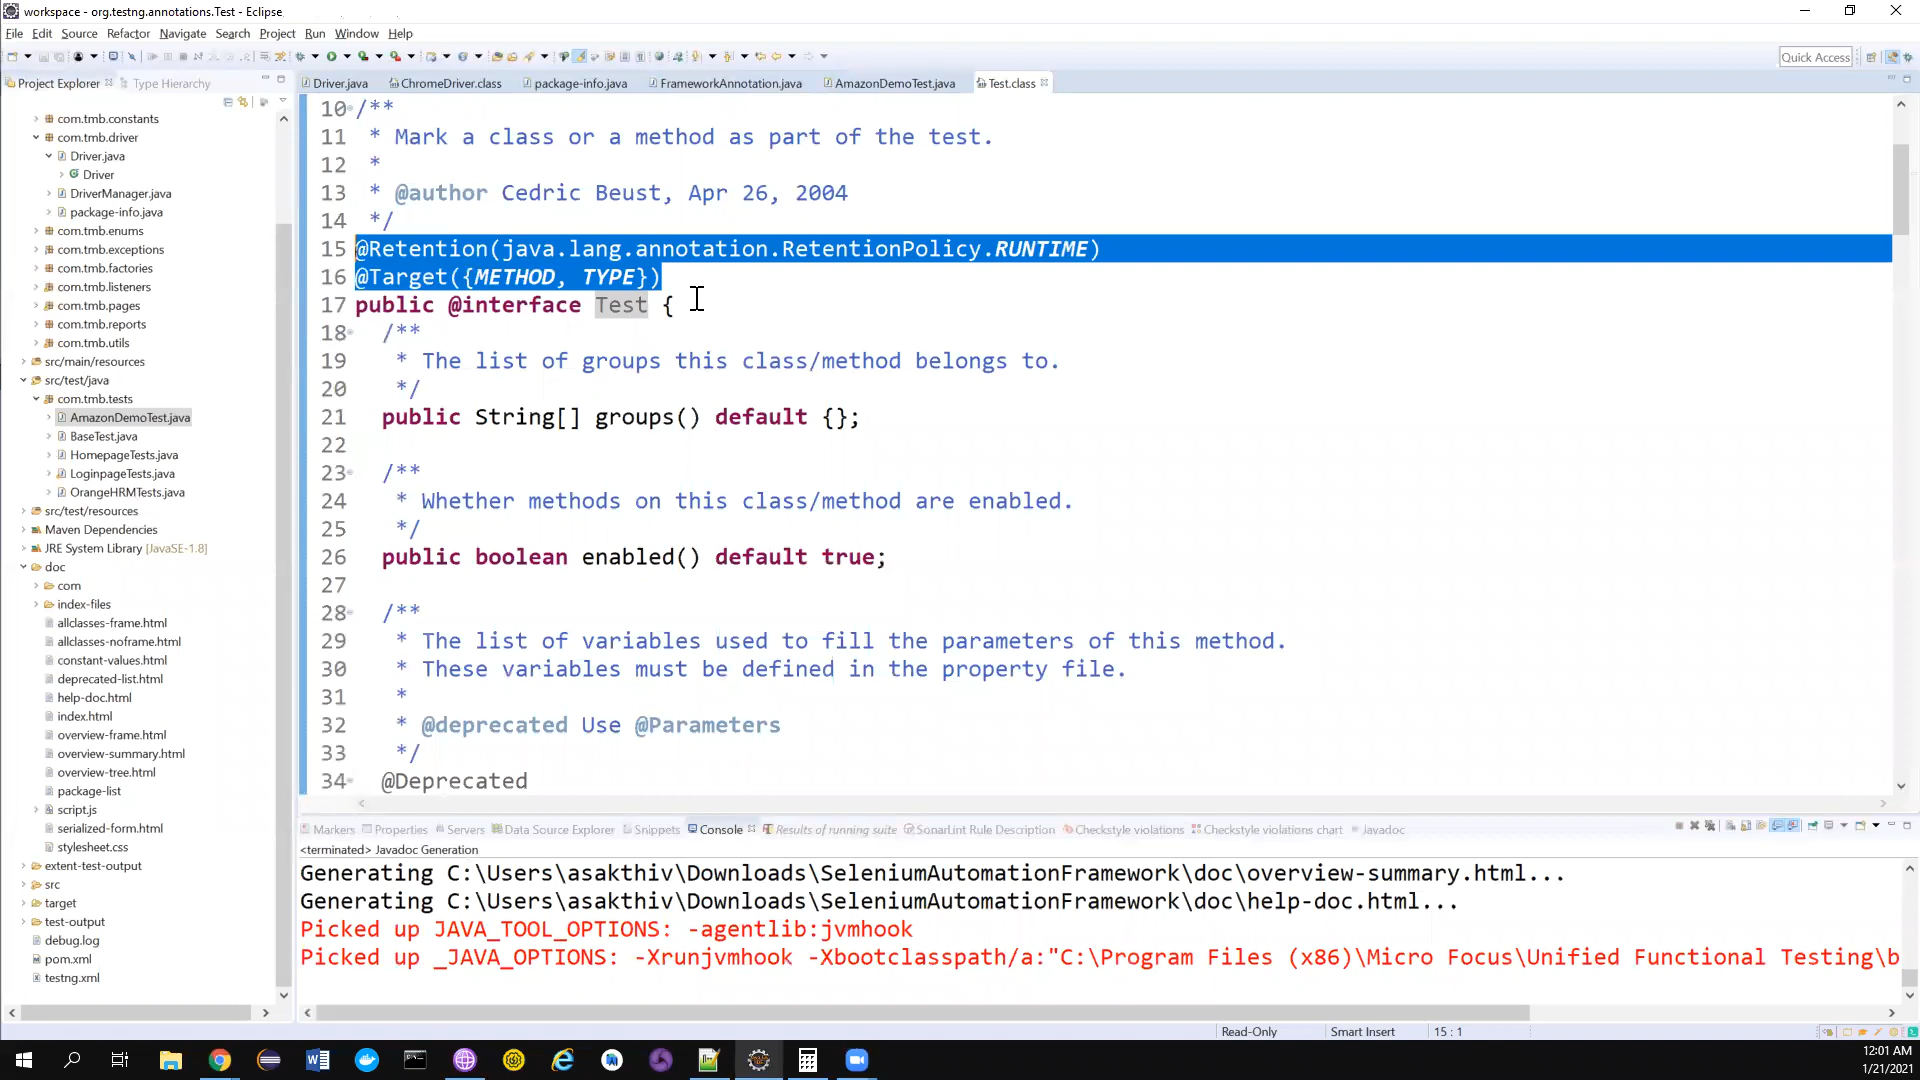 workspace - org.testng.annotations.Test - Eclipse
File Edit Source Refactor Navigate Search Project Run Window Help
Quick Access
Project Explorer Type Hierarchy
Driver.java ChromeDriver.class package-info.java FrameworkAnnotation.java AmazonDemoTest.java Test.class
com.tmb.constants
com.tmb.driver
Driver.java
Driver
DriverManager.java
package-info.java
com.tmb.enums
com.tmb.exceptions
com.tmb.factories
com.tmb.listeners
com.tmb.pages
com.tmb.reports
com.tmb.utils
src/main/resources
src/test/java
com.tmb.tests
AmazonDemoTest.java
BaseTest.java
HomepageTests.java
LoginpageTests.java
OrangeHRMTests.java
src/test/resources
Maven Dependencies
JRE System Library [JavaSE-1.8]
doc
com
index-files
allclasses-frame.html
allclasses-noframe.html
constant-values.html
deprecated-list.html
help-doc.html
index.html
overview-frame.html
overview-summary.html
overview-tree.html
package-list
script.js
serialized-form.html
stylesheet.css
extent-test-output
src
target
test-output
debug.log
pom.xml
testng.xml
10 /**
11 * Mark a class or a method as part of the test.
12 *
13 * @author Cedric Beust, Apr 26, 2004
14 */
15 @Retention(java.lang.annotation.RetentionPolicy.RUNTIME)
16 @Target({METHOD, TYPE})
17 public @interface Test {
18 /**
19 * The list of groups this class/method belongs to.
20 */
21 public String[] groups() default {};
22
23 /**
24 * Whether methods on this class/method are enabled.
25 */
26 public boolean enabled() default true;
27
28 /**
29 * The list of variables used to fill the parameters of this method.
30 * These variables must be defined in the property file.
31 *
32 * @deprecated Use @Parameters
33 */
34 @Deprecated
Markers Properties Servers Data Source Explorer Snippets Console Results of running suite SonarLint Rule Description Checkstyle violations Checkstyle violations chart Javadoc
<terminated> Javadoc Generation
Generating C:\Users\asakthiv\Downloads\SeleniumAutomationFramework\doc\overview-summary.html...
Generating C:\Users\asakthiv\Downloads\SeleniumAutomationFramework\doc\help-doc.html...
Picked up JAVA_TOOL_OPTIONS: -agentlib:jvmhook
Picked up _JAVA_OPTIONS: -Xrunjvmhook -Xbootclasspath/a:"C:\Program Files (x86)\Micro Focus\Unified Functional Testing\b
Read-Only Smart Insert 15 : 1
12:01 AM
1/21/2021